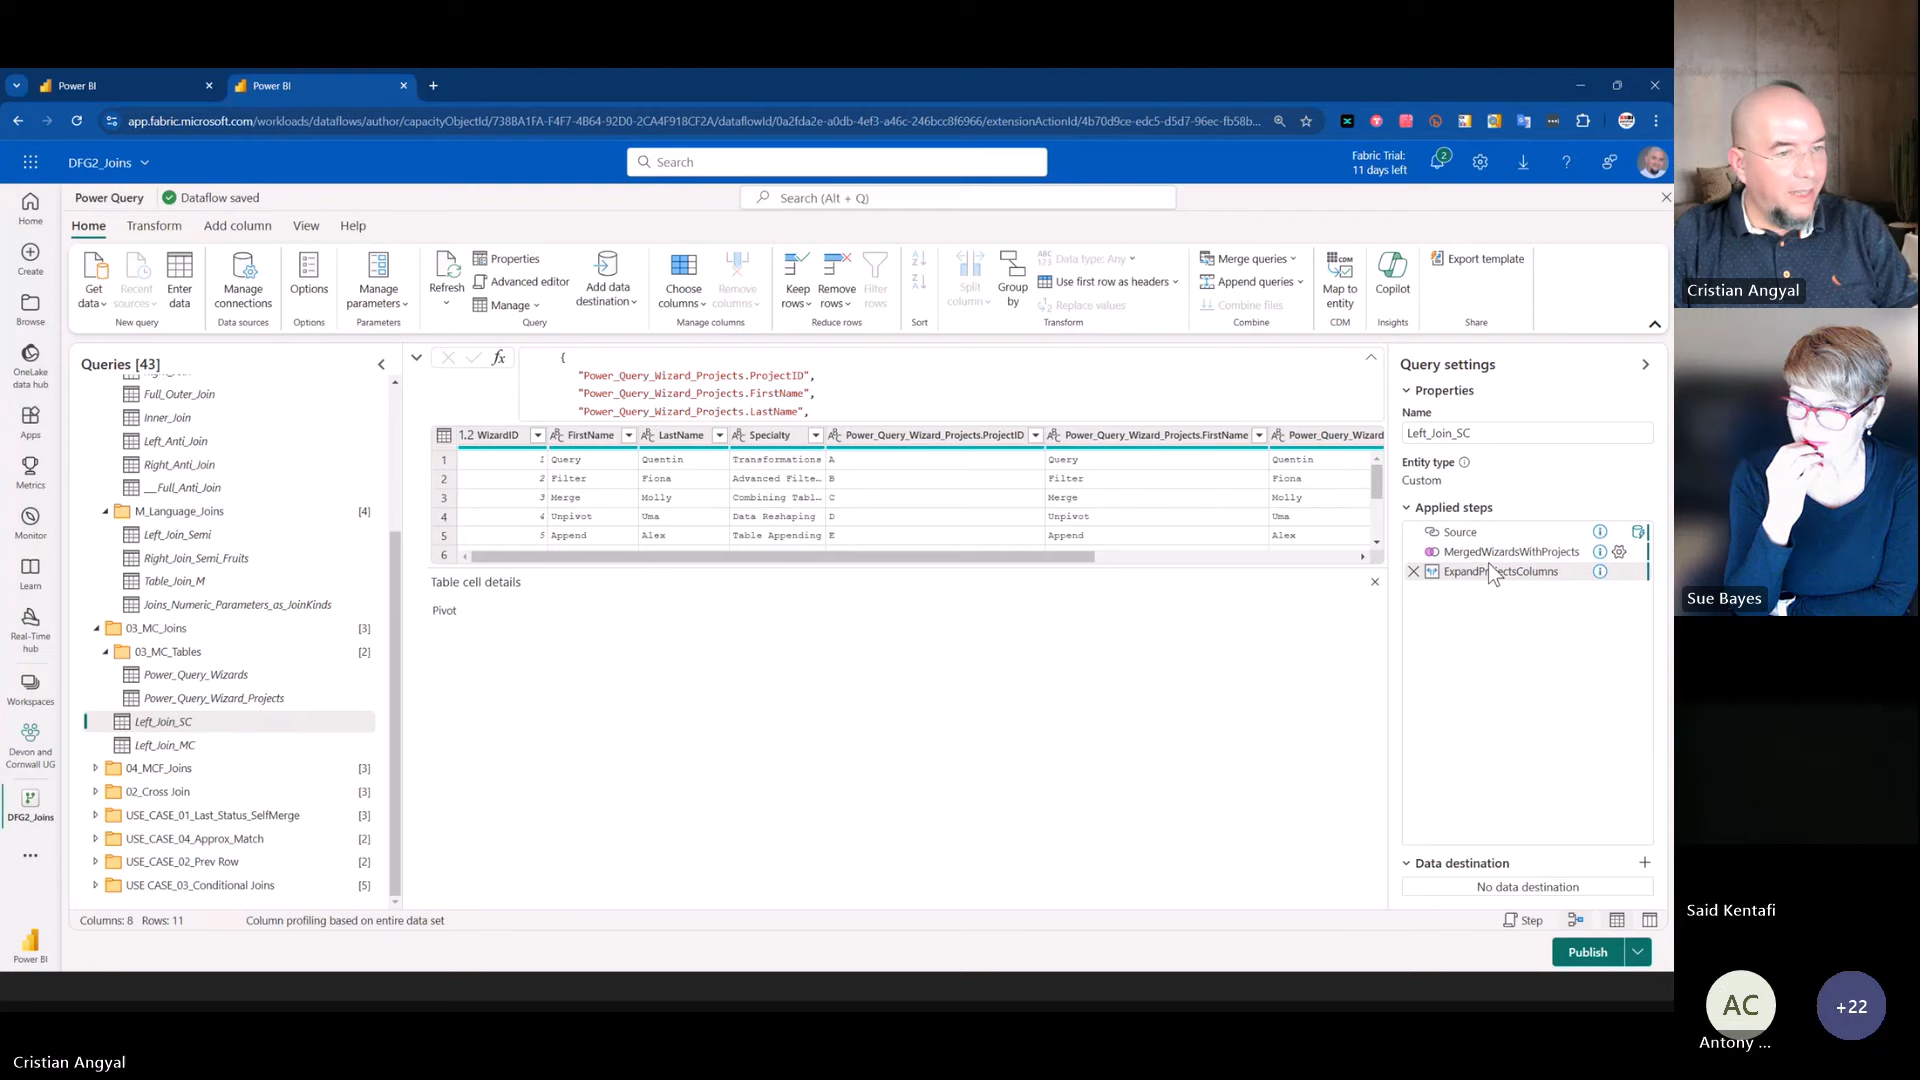 Power BI
Power BI
app.fabric.microsoft.com/workloads/dataflows/author/capacityObjectId/738BA1FA-F4F7-4B64-92D0-2CA4F918CF2A/dataflowId/0a2fda2e-a0db-4ef3-a46c-246bcc8f6966/extensionActionId/4b70d9ce-edc5-d5d7-96ec-fb58b...
DFG2_Joins
Search
Fabric Trial:
11 days left
2
Power Query
Dataflow saved
Search (Alt + Q)
Home Transform Add column View Help
Get data
Recent sources
Enter data
New query
Manage connections
Data sources
Options
Options
Manage parameters
Parameters
Refresh
Properties
Advanced editor
Manage
Query
Add data destination
Choose columns
Remove columns
Manage columns
Keep rows
Remove rows
Filter rows
Reduce rows
Sort
Split column
Group by
Data type: Any
Use first row as headers
Replace values
Transform
Merge queries
Append queries
Combine files
Combine
Map to entity
CDM
Copilot
Insights
Export template
Share
Home
Create
Browse
OneLake data hub
Apps
Metrics
Monitor
Learn
Real-Time hub
Workspaces
Devon and Cornwall UG
DFG2_Joins
Power BI
Queries [43]
Full_Outer_Join
Inner_Join
Left_Anti_Join
Right_Anti_Join
__Full_Anti_Join
M_Language_Joins [4]
Left_Join_Semi
Right_Join_Semi_Fruits
Table_Join_M
Joins_Numeric_Parameters_as_JoinKinds
03_MC_Joins [3]
03_MC_Tables [2]
Power_Query_Wizards
Power_Query_Wizard_Projects
Left_Join_SC
Left_Join_MC
04_MCF_Joins [3]
02_Cross Join [3]
USE_CASE_01_Last_Status_SelfMerge [3]
USE_CASE_04_Approx_Match [2]
USE_CASE_02_Prev Row [2]
USE CASE_03_Conditional Joins [5]
fx
{
"Power_Query_Wizard_Projects.ProjectID",
"Power_Query_Wizard_Projects.FirstName",
"Power_Query_Wizard_Projects.LastName",
1.2 WizardID FirstName LastName Specialty Power_Query_Wizard_Projects.ProjectID Power_Query_Wizard_Projects.FirstName Power_Query_Wizard
1 1 Query Quentin Transformations A Query Quentin
2 2 Filter Fiona Advanced Filte... B Filter Fiona
3 3 Merge Molly Combining Tabl... C Merge Molly
4 4 Unpivot Uma Data Reshaping D Unpivot Uma
5 5 Append Alex Table Appending E Append Alex
6
Table cell details
Pivot
Query settings
Properties
Name
Left_Join_SC
Entity type
Custom
Applied steps
Source
MergedWizardsWithProjects
ExpandProjectsColumns
Data destination
No data destination
Columns: 8 Rows: 11
Column profiling based on entire data set
Step
Publish
Cristian Angyal
Sue Bayes
Said Kentafi
AC
+22
Antony ...
Cristian Angyal